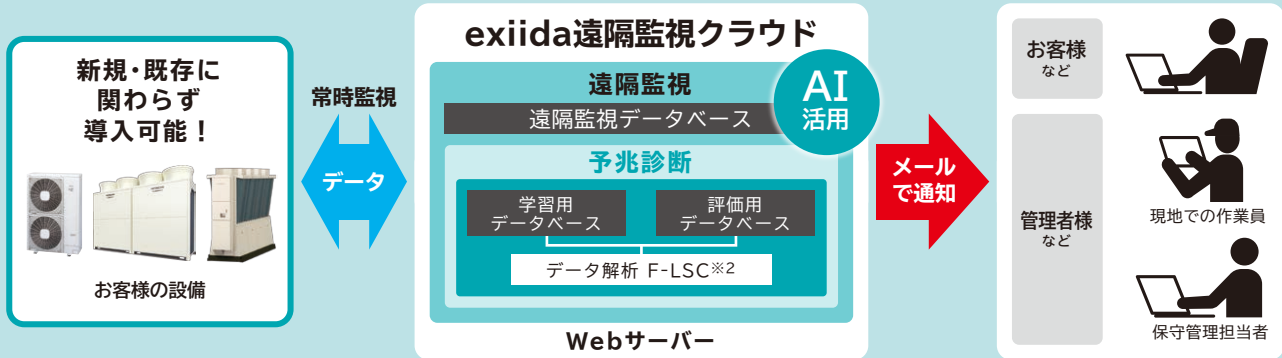 新規・既存に
関わらず
導入可能！
お客様の設備
常時監視
データ
exiida遠隔監視クラウド
遠隔監視
AI
活用
遠隔監視データベース
予兆診断
学習用
データベース
評価用
データベース
データ解析 F-LSC※2
Webサーバー
メール
で通知
お客様
など
管理者様
など
現地での作業員
保守管理担当者